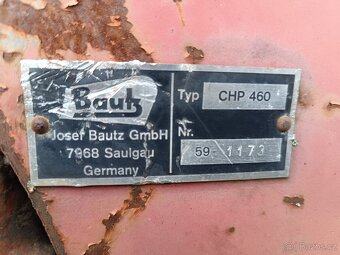 Bautz
Josef Bautz GmbH
7968 Saulgau
Germany
Typ CHP 460
Nr.
59-1173